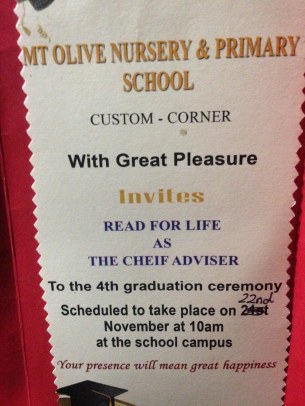 MT OLIVE NURSERY & PRIMARY
SCHOOL
CUSTOM - CORNER
With Great Pleasure
Invites
READ FOR LIFE
AS
THE CHEIF ADVISER
To the 4th graduation ceremony
22nd
Scheduled to take place on 21st
November at 10am
at the school campus
Your presence will mean great happiness